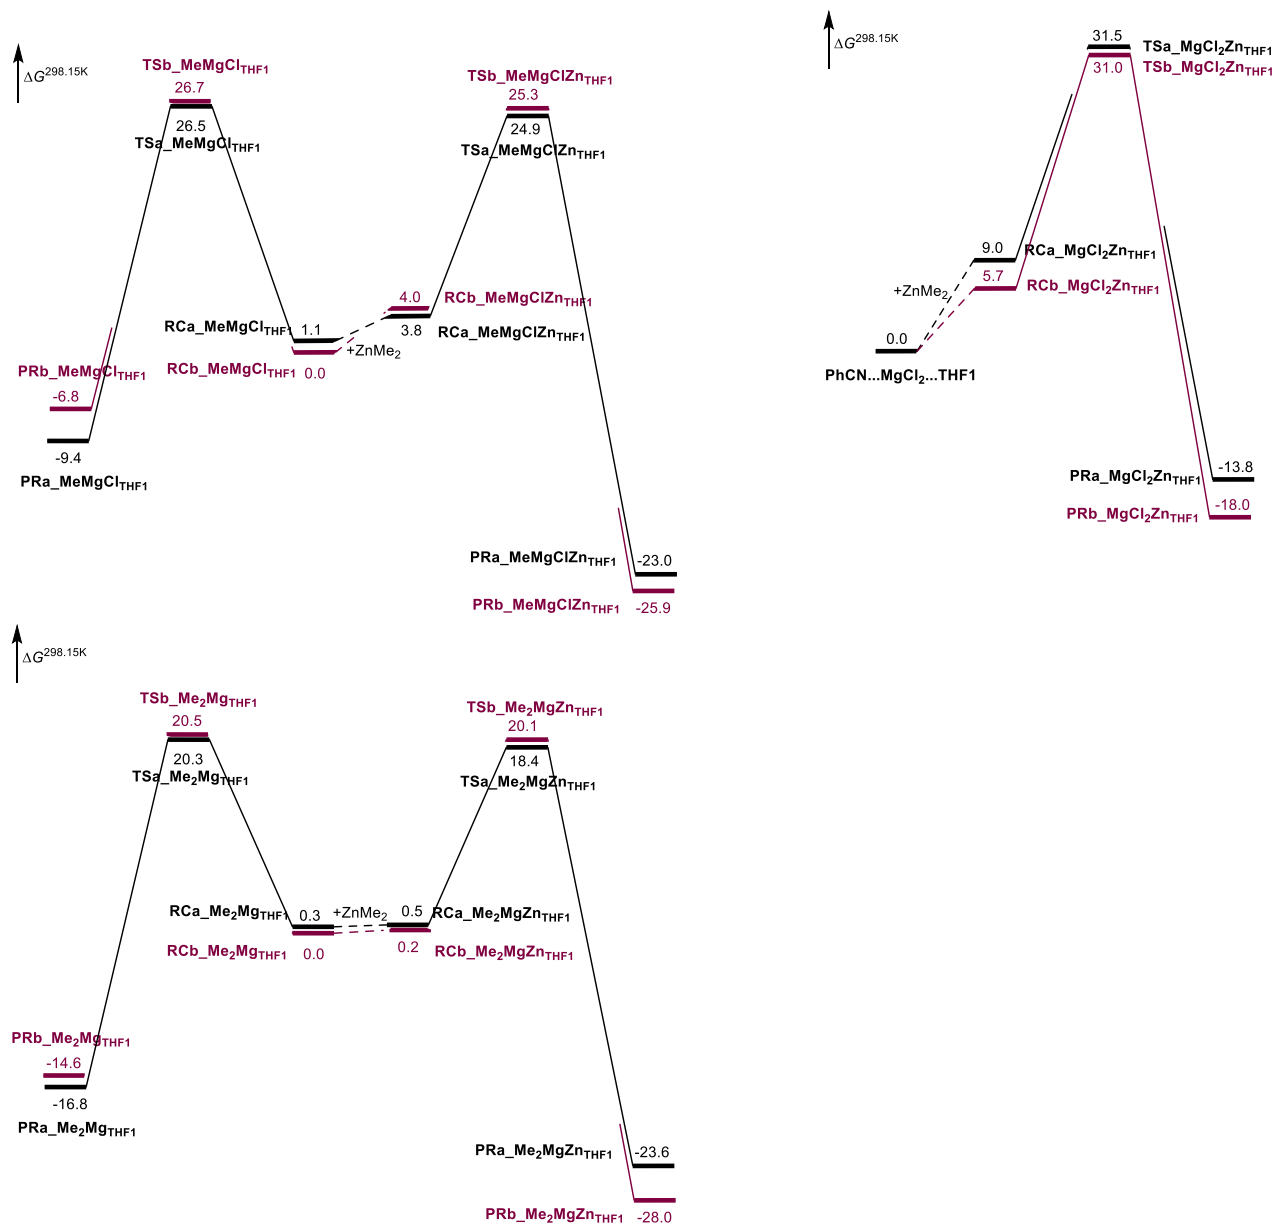 ΔG298.15K
TSb_MeMgClTHF1
26.7
26.5
TSa_MeMgClTHF1
TSb_MeMgClZnTHF1
25.3
24.9
TSa_MeMgClZnTHF1
RCa_MeMgClTHF1
1.1
RCb_MeMgClTHF1
0.0
+ZnMe2
4.0
RCb_MeMgClZnTHF1
3.8
RCa_MeMgClZnTHF1
PRb_MeMgClTHF1
-6.8
-9.4
PRa_MeMgClTHF1
PRa_MeMgClZnTHF1
-23.0
PRb_MeMgClZnTHF1
-25.9
ΔG298.15K
31.5
TSa_MgCl2ZnTHF1
31.0
TSb_MgCl2ZnTHF1
9.0
RCa_MgCl2ZnTHF1
+ZnMe2
5.7
RCb_MgCl2ZnTHF1
0.0
PhCN...MgCl2...THF1
PRa_MgCl2ZnTHF1
-13.8
PRb_MgCl2ZnTHF1
-18.0
ΔG298.15K
TSb_Me2MgTHF1
20.5
20.3
TSa_Me2MgTHF1
TSb_Me2MgZnTHF1
20.1
18.4
TSa_Me2MgZnTHF1
RCa_Me2MgTHF1
0.3
+ZnMe2
0.5
RCa_Me2MgZnTHF1
RCb_Me2MgTHF1
0.0
0.2
RCb_Me2MgZnTHF1
PRb_Me2MgTHF1
-14.6
-16.8
PRa_Me2MgTHF1
PRa_Me2MgZnTHF1
-23.6
PRb_Me2MgZnTHF1
-28.0